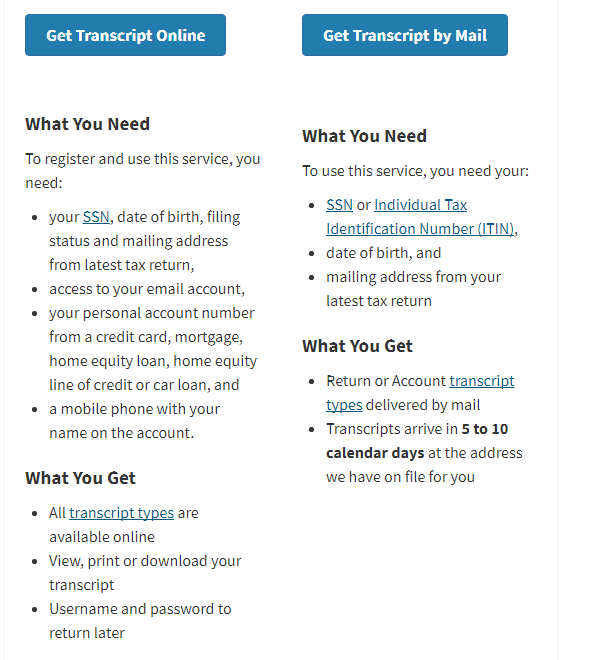 Get Transcript Online
What You Need
To register and use this service, you
need:
• your SSN, date of birth, filing
status and mailing address
from latest tax return,
• access to your email account,
• your personal account number
from a credit card, mortgage,
home equity loan, home equity
line of credit or car loan, and
• a mobile phone with your
name on the account.
What You Get
• All transcript types are
available online
• View, print or download your
transcript
• Username and password to
return later
Get Transcript by Mail
What You Need
To use this service, you need your:
• SSN or Individual Tax
Identification Number (ITIN),
• date of birth, and
• mailing address from your
latest tax return
What You Get
• Return or Account transcript
types delivered by mail
• Transcripts arrive in 5 to 10
calendar days at the address
we have on file for you